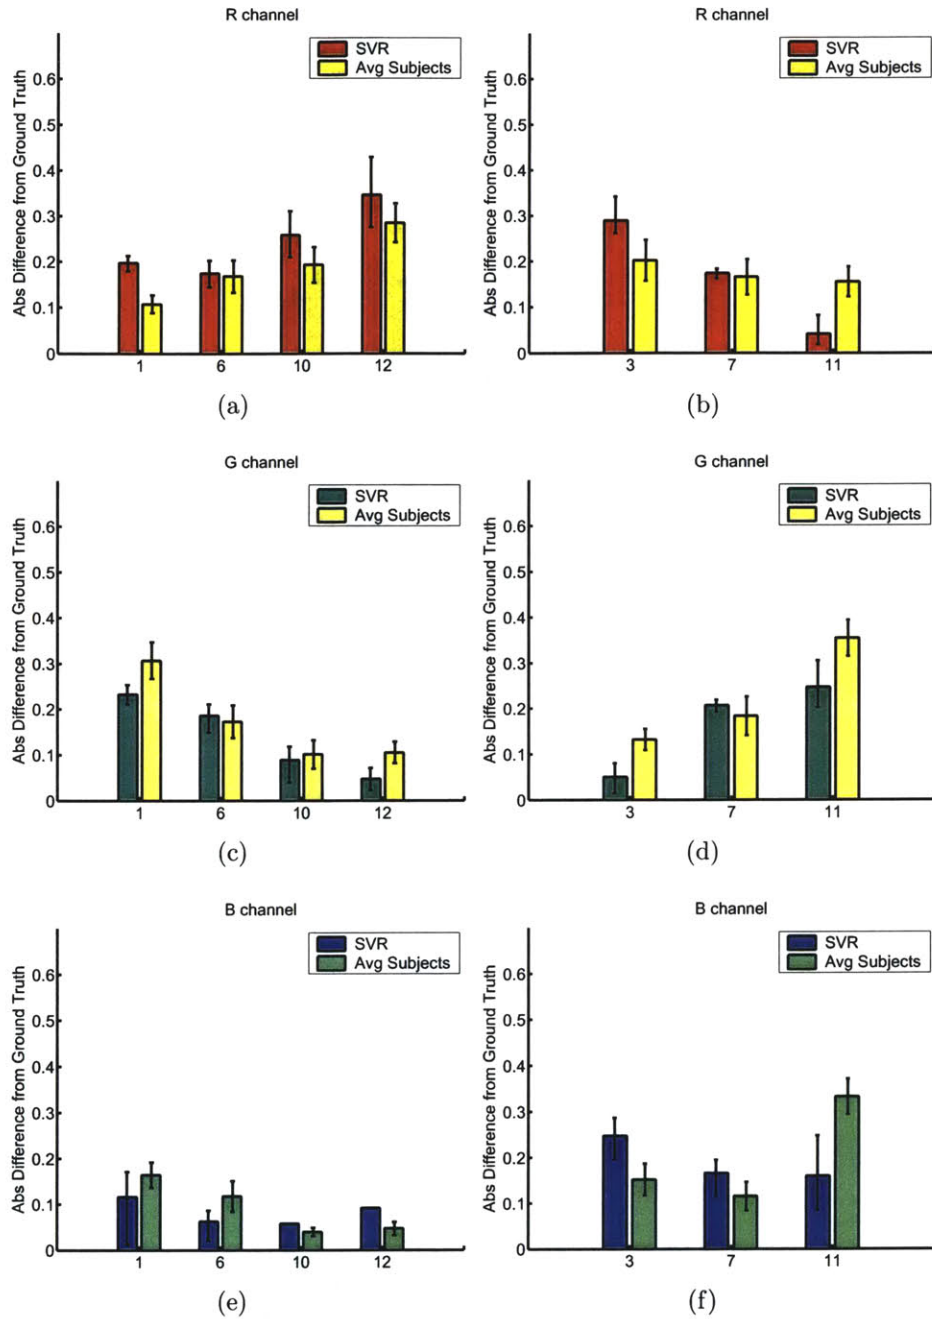 R channel
SVR
Avg Subjects
Abs Difference from Ground Truth
0.6
0.5
0.4
0.3
0.2
0.1
0
1 6 10 12
(a)
R channel
SVR
Avg Subjects
Abs Difference from Ground Truth
0.6
0.5
0.4
0.3
0.2
0.1
0
3 7 11
(b)
G channel
SVR
Avg Subjects
Abs Difference from Ground Truth
0.6
0.5
0.4
0.3
0.2
0.1
0
1 6 10 12
(c)
G channel
SVR
Avg Subjects
Abs Difference from Ground Truth
0.6
0.5
0.4
0.3
0.2
0.1
0
3 7 11
(d)
B channel
SVR
Avg Subjects
Abs Difference from Ground Truth
0.6
0.5
0.4
0.3
0.2
0.1
0
1 6 10 12
(e)
B channel
SVR
Avg Subjects
Abs Difference from Ground Truth
0.6
0.5
0.4
0.3
0.2
0.1
0
3 7 11
(f)